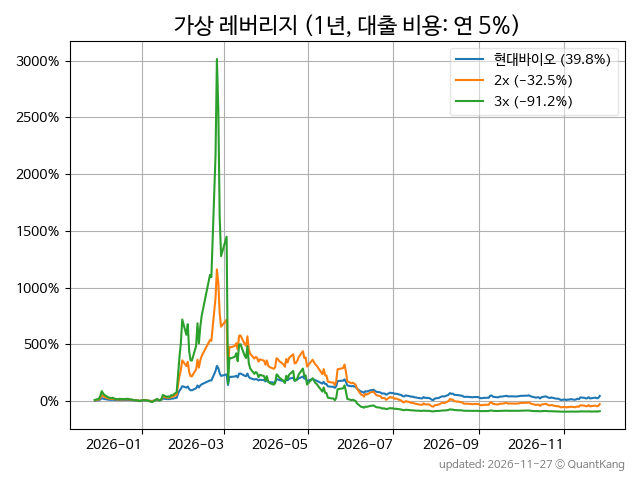 가상 레버리지 (1년, 대출 비용: 연 5%)
현대바이오 (39.8%)
2x (-32.5%)
3x (-91.2%)
3000%
2500%
2000%
1500%
1000%
500%
0%
2026-01 2026-03 2026-05 2026-07 2026-09 2026-11
updated: 2026-11-27 © QuantKang